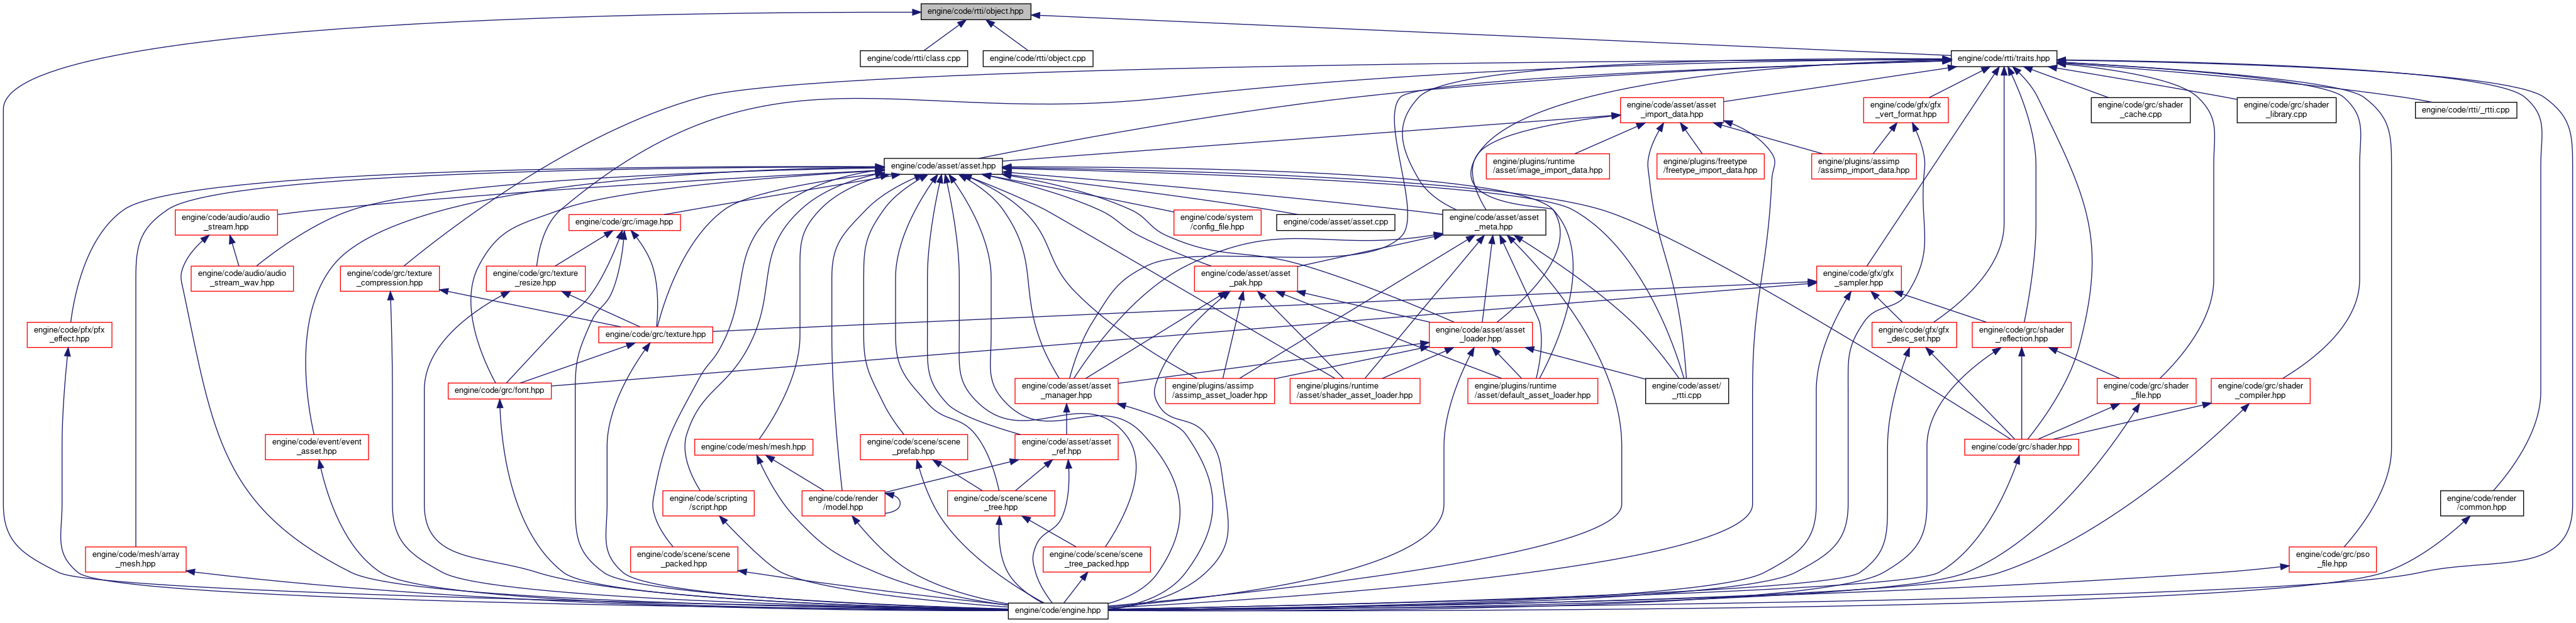 engine/code/rtti/object.hpp
engine/code/rtti/class.cpp
engine/code/rtti/object.cpp
engine/code/rtti/traits.hpp
engine/code/asset/asset
_import_data.hpp
engine/code/gfx/gfx
_vert_format.hpp
engine/code/grc/shader
_cache.cpp
engine/code/grc/shader
_library.cpp
engine/code/rtti/_rtti.cpp
engine/code/asset/asset.hpp
engine/plugins/runtime
/asset/image_import_data.hpp
engine/plugins/freetype
/freetype_import_data.hpp
engine/plugins/assimp
/assimp_import_data.hpp
engine/code/audio/audio
_stream.hpp
engine/code/grc/image.hpp
engine/code/system
/config_file.hpp
engine/code/asset/asset.cpp
engine/code/asset/asset
_meta.hpp
engine/code/audio/audio
_stream_wav.hpp
engine/code/grc/texture
_compression.hpp
engine/code/grc/texture
_resize.hpp
engine/code/asset/asset
_pak.hpp
engine/code/gfx/gfx
_sampler.hpp
engine/code/pfx/pfx
_effect.hpp
engine/code/grc/texture.hpp
engine/code/asset/asset
_loader.hpp
engine/code/gfx/gfx
_desc_set.hpp
engine/code/grc/shader
_reflection.hpp
engine/code/grc/font.hpp
engine/code/asset/asset
_manager.hpp
engine/plugins/assimp
/assimp_asset_loader.hpp
engine/plugins/runtime
/asset/shader_asset_loader.hpp
engine/plugins/runtime
/asset/default_asset_loader.hpp
engine/code/asset/
_rtti.cpp
engine/code/grc/shader
_file.hpp
engine/code/grc/shader
_compiler.hpp
engine/code/event/event
_asset.hpp
engine/code/mesh/mesh.hpp
engine/code/scene/scene
_prefab.hpp
engine/code/asset/asset
_ref.hpp
engine/code/grc/shader.hpp
engine/code/scripting
/script.hpp
engine/code/render
/model.hpp
engine/code/scene/scene
_tree.hpp
engine/code/render
/common.hpp
engine/code/mesh/array
_mesh.hpp
engine/code/scene/scene
_packed.hpp
engine/code/scene/scene
_tree_packed.hpp
engine/code/grc/pso
_file.hpp
engine/code/engine.hpp